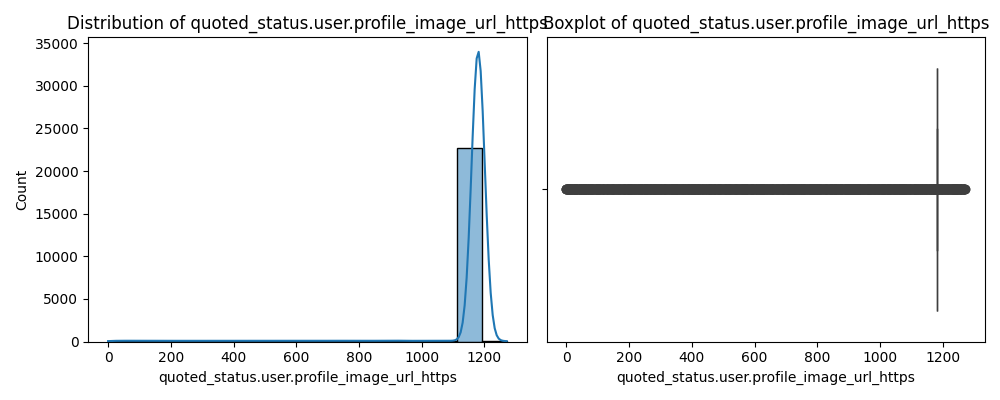 Distribution of quoted_status.user.profile_image_url_https
Boxplot of quoted_status.user.profile_image_url_https
35000
30000
25000
20000
15000
10000
5000
0
Count
0 200 400 600 800 1000 1200
quoted_status.user.profile_image_url_https
0 200 400 600 800 1000 1200
quoted_status.user.profile_image_url_https